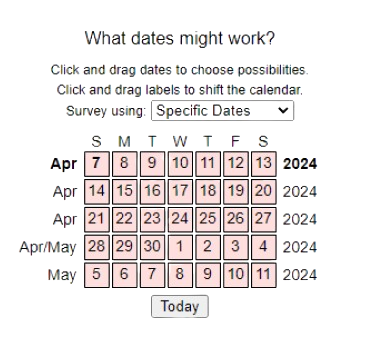 What dates might work?
Click and drag dates to choose possibilities.
Click and drag labels to shift the calendar.
Survey using: Specific Dates
S M T W T F S
Apr 7 8 9 10 11 12 13 2024
Apr 14 15 16 17 18 19 20 2024
Apr 21 22 23 24 25 26 27 2024
Apr/May 28 29 30 1 2 3 4 2024
May 5 6 7 8 9 10 11 2024
Today